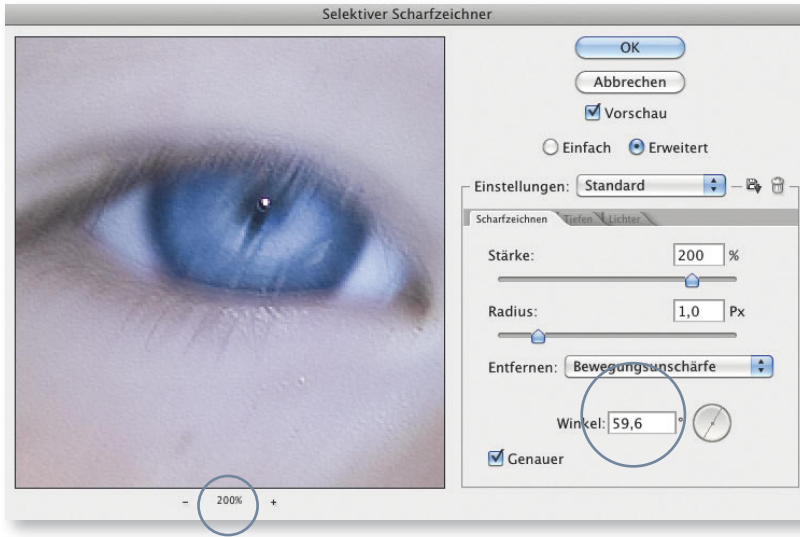 Selektiver Scharfzeichner
OK
Abbrechen
Vorschau
Einfach Erweitert
Einstellungen: Standard
Scharfzeichnen Tiefen Lichter
Stärke: 200 %
Radius: 1,0 Px
Entfernen: Bewegungsunschärfe
Winkel: 59,6 °
Genauer
- 200% +